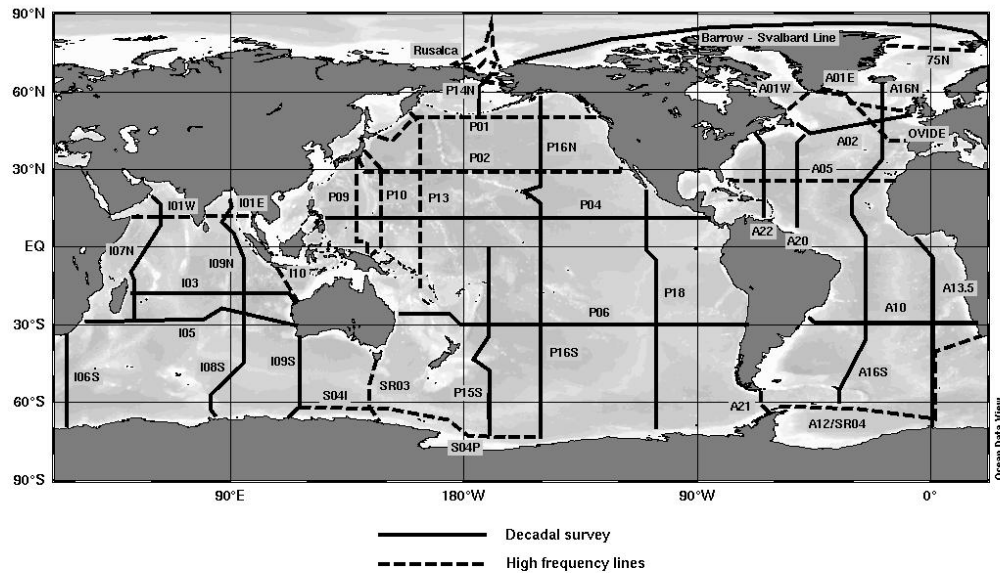 90°N
Barrow - Svalbard Line
Rusalca
75N
A01E
P14N
A01W
A16N
60°N
P01
OVIDE
A02
P02
P16N
30°N
A05
I01W
I01E
P09
P10
P13
P04
EQ
I07N
I09N
A22
A20
I10
I03
P18
A13.5
P06
A10
30°S
I05
I06S
I08S
I09S
S04I
SR03
P15S
P16S
A16S
60°S
A21
A12/SR04
S04P
90°S
90°E
180°W
90°W
0°
Ocean Data View
Decadal survey
High frequency lines